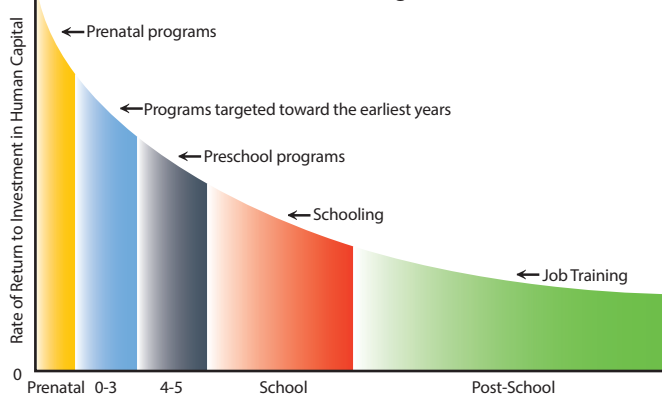 Prenatal programs
Programs targeted toward the earliest years
Preschool programs
Schooling
Job Training
Rate of Return to Investment in Human Capital
0
Prenatal 0-3 4-5 School Post-School